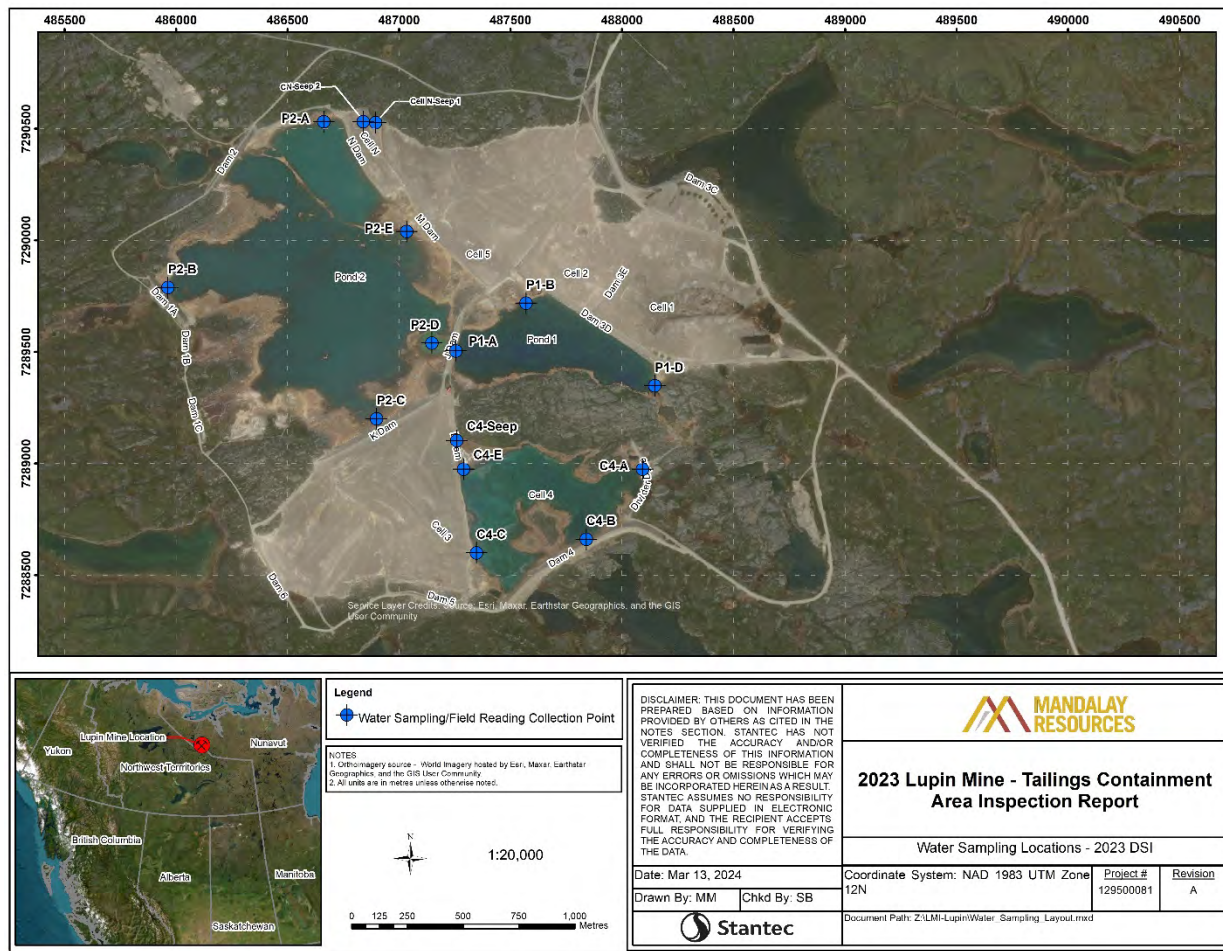 485500 486000 486500 487000 487500 488000 488500 489000 489500 490000 490500
7290500
7290000
7289500
7289000
7288500
CN-Seep 2
Cell N-Seep 1
P2-A
Cell N
N Dam
Dam 2
Dam 3C
P2-E
M Dam
Cell 5
Cell 2
Dam 3E
P2-B
Pond 2
P1-B
Cell 1
Dam 1A
Dam 3D
P2-D
P1-A
Pond 1
Dam 1B
P1-D
P2-C
K Dam
Dam 1C
C4-Seep
C4-E
C4-A
Cell 4
C4-B
Cell 3
C4-C
Dam 4
Dam 6
Dam 5
Service Layer Credits: Source: Esri, Maxar, Earthstar Geographics, and the GIS
User Community
Lupin Mine Location
Yukon
Nunavut
Northwest Territories
British Columbia
Alberta
Manitoba
Saskatchewan
Legend
Water Sampling/Field Reading Collection Point
NOTES
1. Orthoimagery source - World Imagery hosted by Esri, Maxar, Earthstar
Geographics, and the GIS User Community.
2. All units are in metres unless otherwise noted.
N
1:20,000
0 125 250 500 750 1,000
Metres
DISCLAIMER: THIS DOCUMENT HAS BEEN
PREPARED BASED ON INFORMATION
PROVIDED BY OTHERS AS CITED IN THE
NOTES SECTION. STANTEC HAS NOT
VERIFIED THE ACCURACY AND/OR
COMPLETENESS OF THIS INFORMATION
AND SHALL NOT BE RESPONSIBLE FOR
ANY ERRORS OR OMISSIONS WHICH MAY
BE INCORPORATED HEREIN AS A RESULT.
STANTEC ASSUMES NO RESPONSIBILITY
FOR DATA SUPPLIED IN ELECTRONIC
FORMAT, AND THE RECIPIENT ACCEPTS
FULL RESPONSIBILITY FOR VERIFYING
THE ACCURACY AND COMPLETENESS OF
THE DATA.
MANDALAY
RESOURCES
2023 Lupin Mine - Tailings Containment
Area Inspection Report
Water Sampling Locations - 2023 DSI
Date: Mar 13, 2024
Drawn By: MM
Chkd By: SB
Coordinate System: NAD 1983 UTM Zone
12N
Project #
129500081
Revision
A
Stantec
Document Path: Z:\LMI-Lupin\Water_Sampling_Layout.mxd